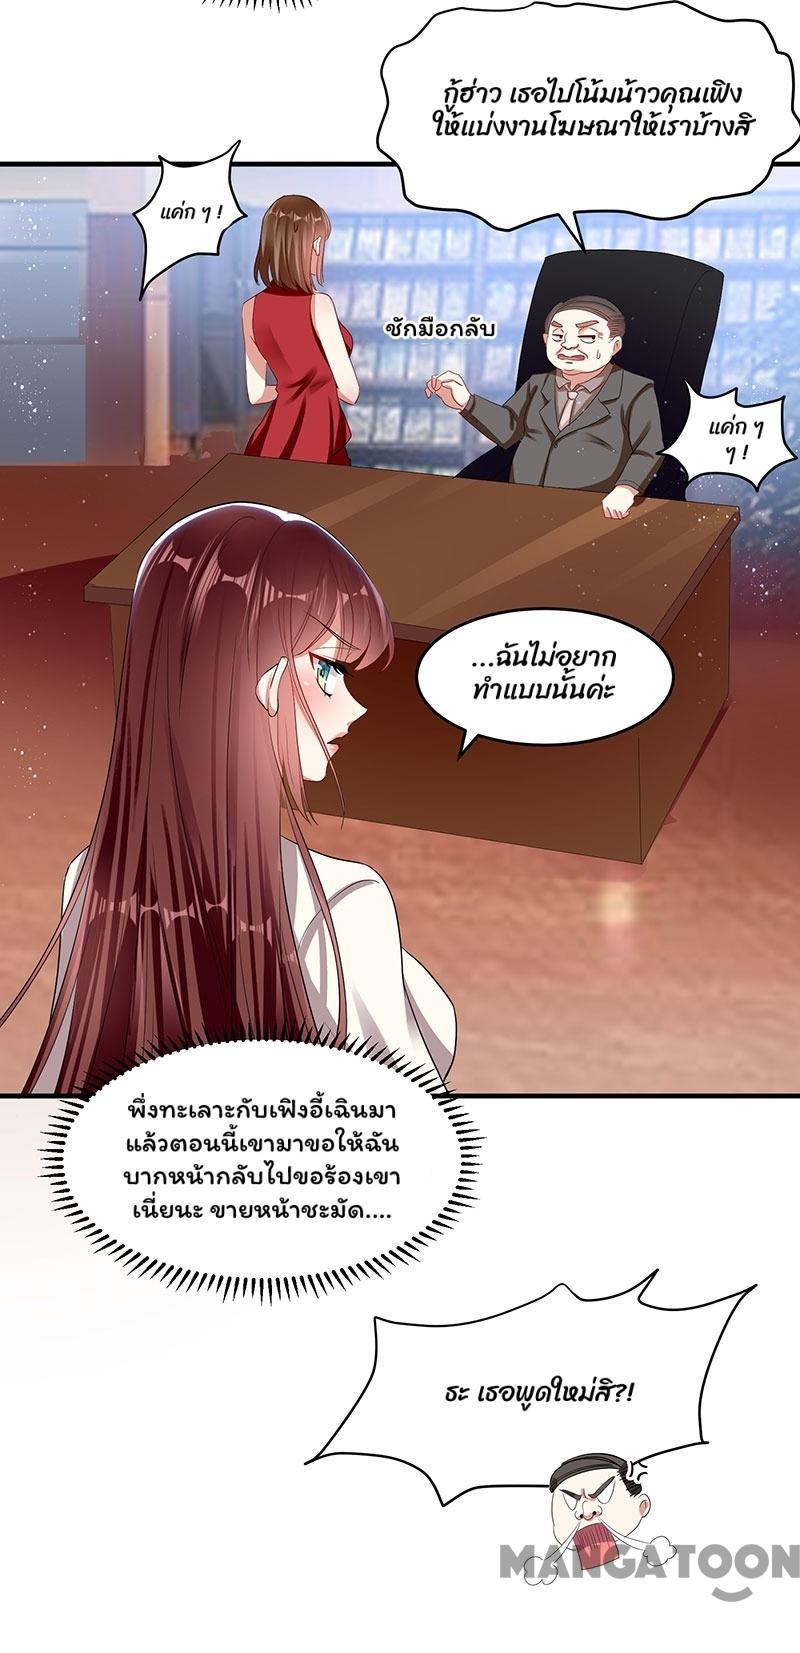 กู้ฮ่าว เธอไปโน้มน้าวคุณเฟิง
ให้แบ่งงานโฆษณาให้เราบ้างสิ
แค่ก ๆ !
ชักมือกลับ
แค่ก ๆ
ๆ !
...ฉันไม่อยาก
ทำแบบนั้นค่ะ
พึ่งทะเลาะกับเฟิงอี้เฉินมา
แล้วตอนนี้เขามาขอให้ฉัน
บากหน้ากลับไปขอร้องเขา
เนี่ยนะ ขายหน้าชะมัด....
ธะ เธอพูดใหม่สิ?!
MANGATOON